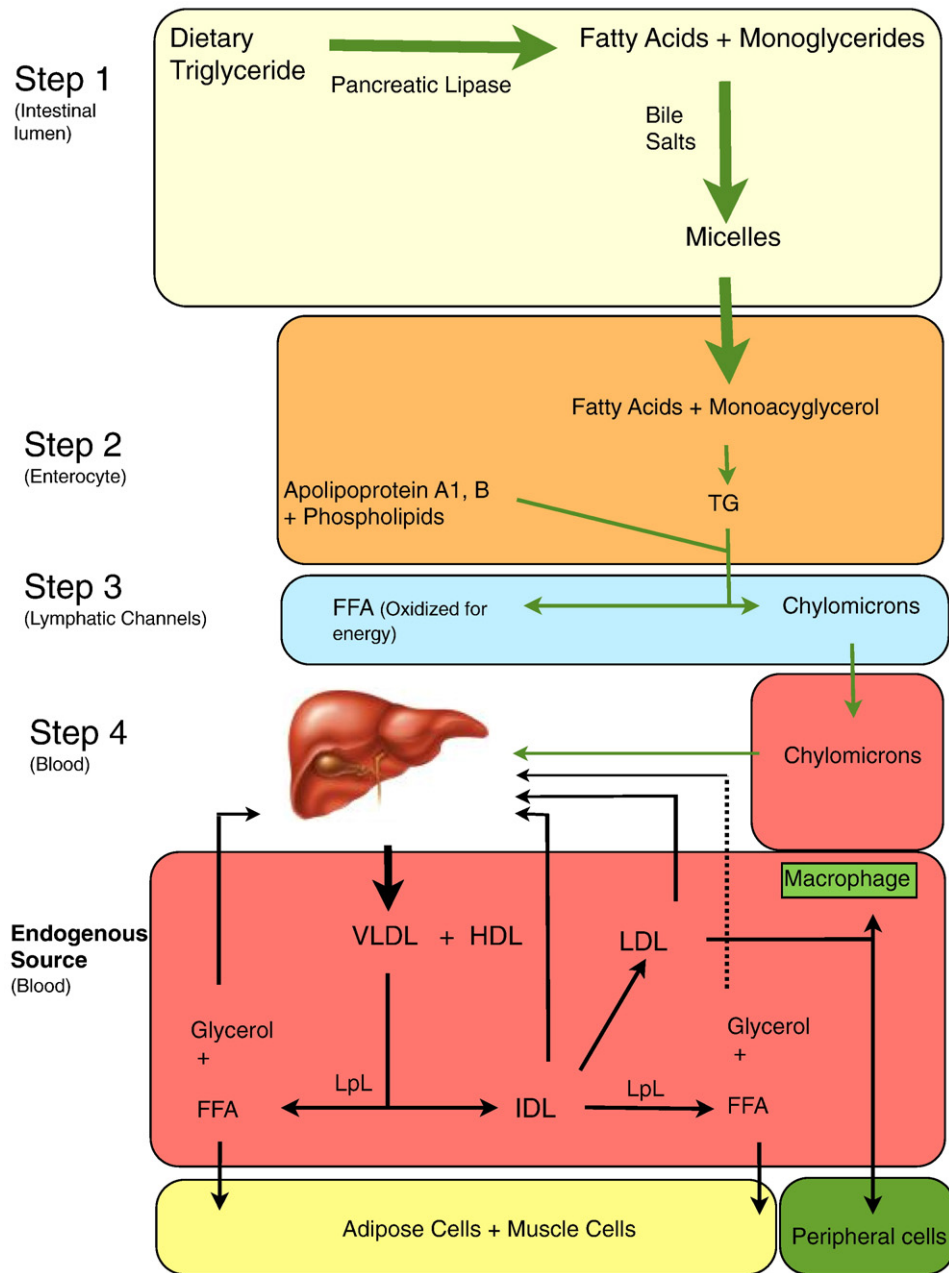 Step 1
(Intestinal
lumen)
Dietary
Triglyceride
Pancreatic Lipase
Fatty Acids + Monoglycerides
Bile
Salts
Micelles
Step 2
(Enterocyte)
Fatty Acids + Monoacyglycerol
Apolipoprotein A1, B
+ Phospholipids
TG
Step 3
(Lymphatic Channels)
FFA (Oxidized for
energy)
Chylomicrons
Step 4
(Blood)
Chylomicrons
Macrophage
Endogenous
Source
(Blood)
VLDL + HDL
LDL
Glycerol
+
FFA
LpL
IDL
LpL
Glycerol
+
FFA
Adipose Cells + Muscle Cells
Peripheral cells